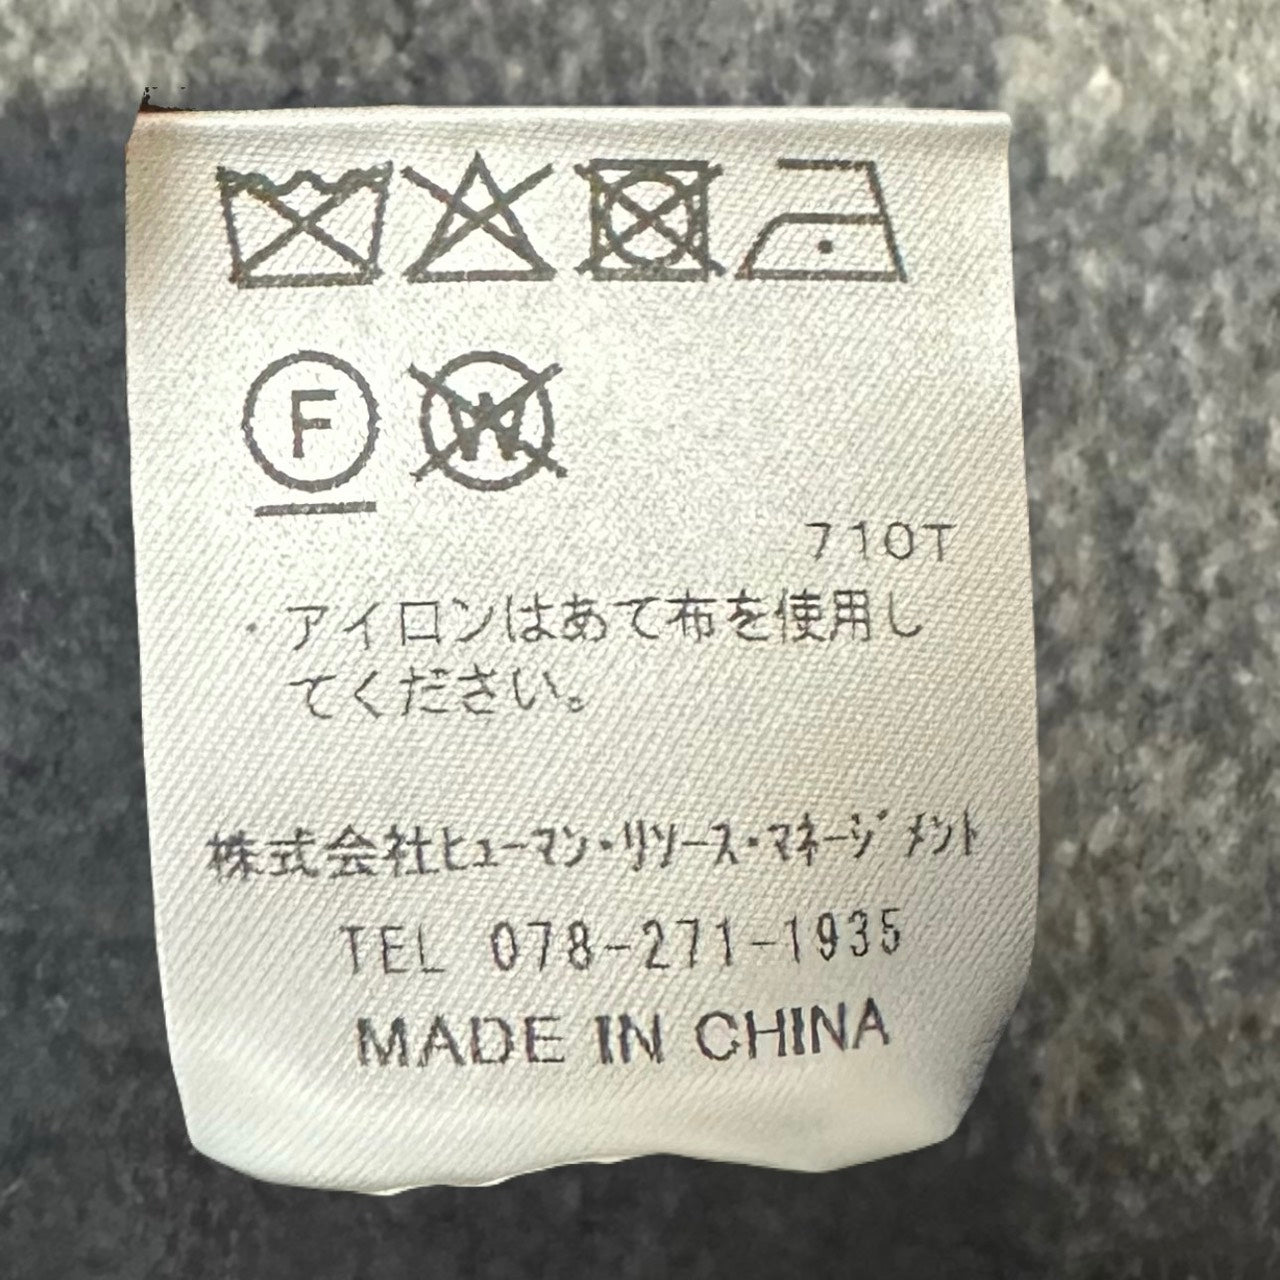 F W
710T
・アイロンはあて布を使用し
てください。
株式会社ﾋｭｰﾏﾝ・ﾘｿｰｽ・ﾏﾈｰｼﾞﾒﾝﾄ
TEL 078-271-1935
MADE IN CHINA